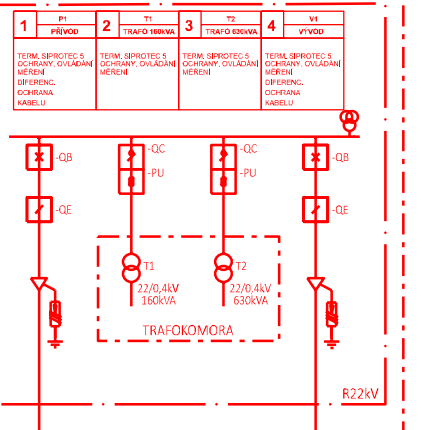 1 P1 PŘÍVOD 2 T1 TRAFO 160kVA 3 T2 TRAFO 630kVA 4 V1 VÝVOD
TERM. SIPROTEC 5
OCHRANY, OVLÁDÁNÍ
MĚŘENÍ
DIFERENC.
OCHRANA
KABELU
TERM. SIPROTEC 5
OCHRANY, OVLÁDÁNÍ
MĚŘENÍ
TERM. SIPROTEC 5
OCHRANY, OVLÁDÁNÍ
MĚŘENÍ
TERM. SIPROTEC 5
OCHRANY, OVLÁDÁNÍ
MĚŘENÍ
DIFERENC.
OCHRANA
KABELU
-QB -QC -QC -QB
-PU -PU
-QE -QE
T1 T2
22/0,4kV 22/0,4kV
160kVA 630kVA
TRAFOKOMORA
R22kV